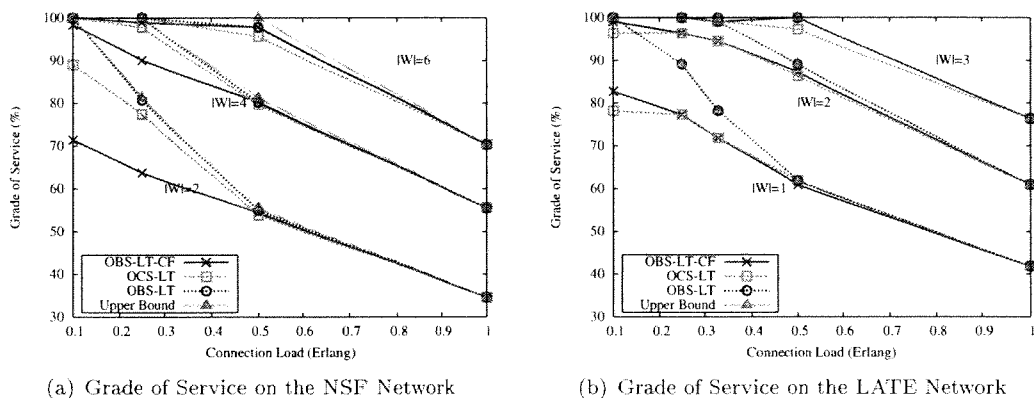 100
90
80
70
60
50
40
30
Grade of Service (%)
|W|=6
|W|=4
|W|=2
OBS-LT-CF
OCS-LT
OBS-LT
Upper Bound
0.1 0.2 0.3 0.4 0.5 0.6 0.7 0.8 0.9 1
Connection Load (Erlang)
(a) Grade of Service on the NSF Network
100
90
80
70
60
50
40
30
Grade of Service (%)
|W|=3
|W|=2
|W|=1
OBS-LT-CF
OCS-LT
OBS-LT
Upper Bound
0.1 0.2 0.3 0.4 0.5 0.6 0.7 0.8 0.9 1
Connection Load (Erlang)
(b) Grade of Service on the LATE Network